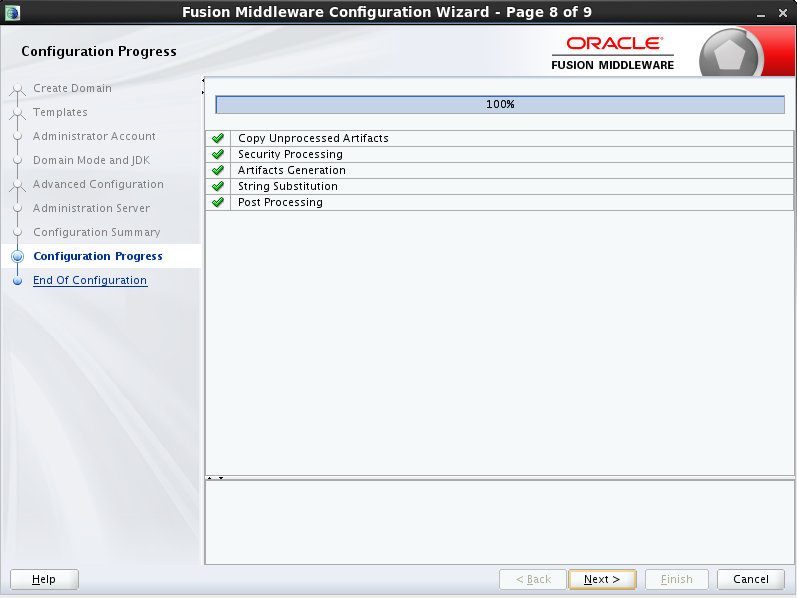 Fusion Middleware Configuration Wizard - Page 8 of 9
Configuration Progress
ORACLE®
FUSION MIDDLEWARE
Create Domain
Templates
Administrator Account
Domain Mode and JDK
Advanced Configuration
Administration Server
Configuration Summary
Configuration Progress
End Of Configuration
100%
Copy Unprocessed Artifacts
Security Processing
Artifacts Generation
String Substitution
Post Processing
Help
< Back
Next >
Finish
Cancel